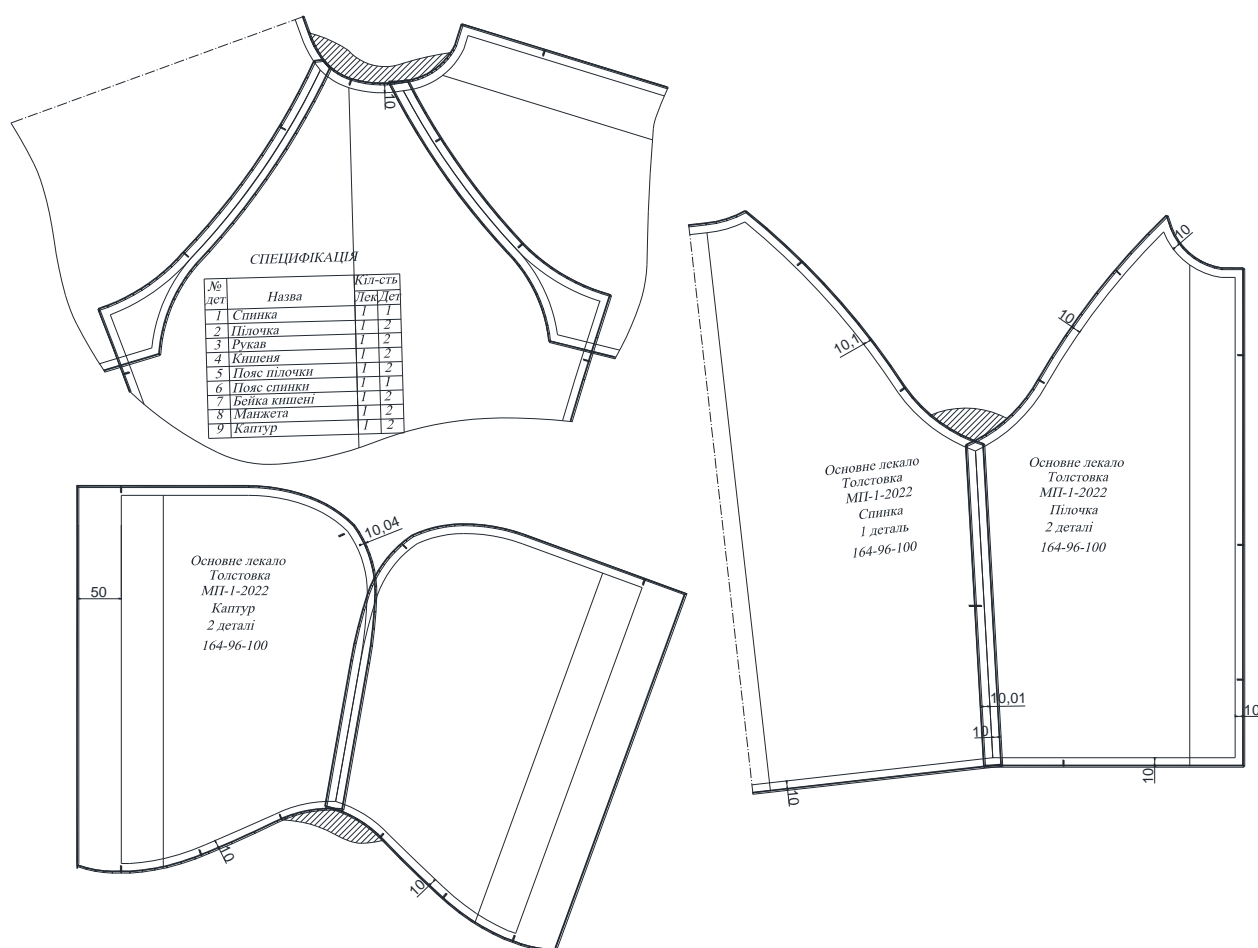 10
СПЕЦИФІКАЦІЯ
№ дет Назва Кіл-сть
Лек Дет
1 Спинка 1 1
2 Пілочка 1 2
3 Рукав 1 2
4 Кишеня 1 2
5 Пояс пілочки 1 2
6 Пояс спинки 1 1
7 Бейка кишені 1 2
8 Манжета 1 2
9 Каптур 1 2
10
10,1
10
Основне лекало
Толстовка
МП-1-2022
Спинка
1 деталь
164-96-100
Основне лекало
Толстовка
МП-1-2022
Пілочка
2 деталі
164-96-100
10,01
10
10
10
10
10,04
50
Основне лекало
Толстовка
МП-1-2022
Каптур
2 деталі
164-96-100
10
10